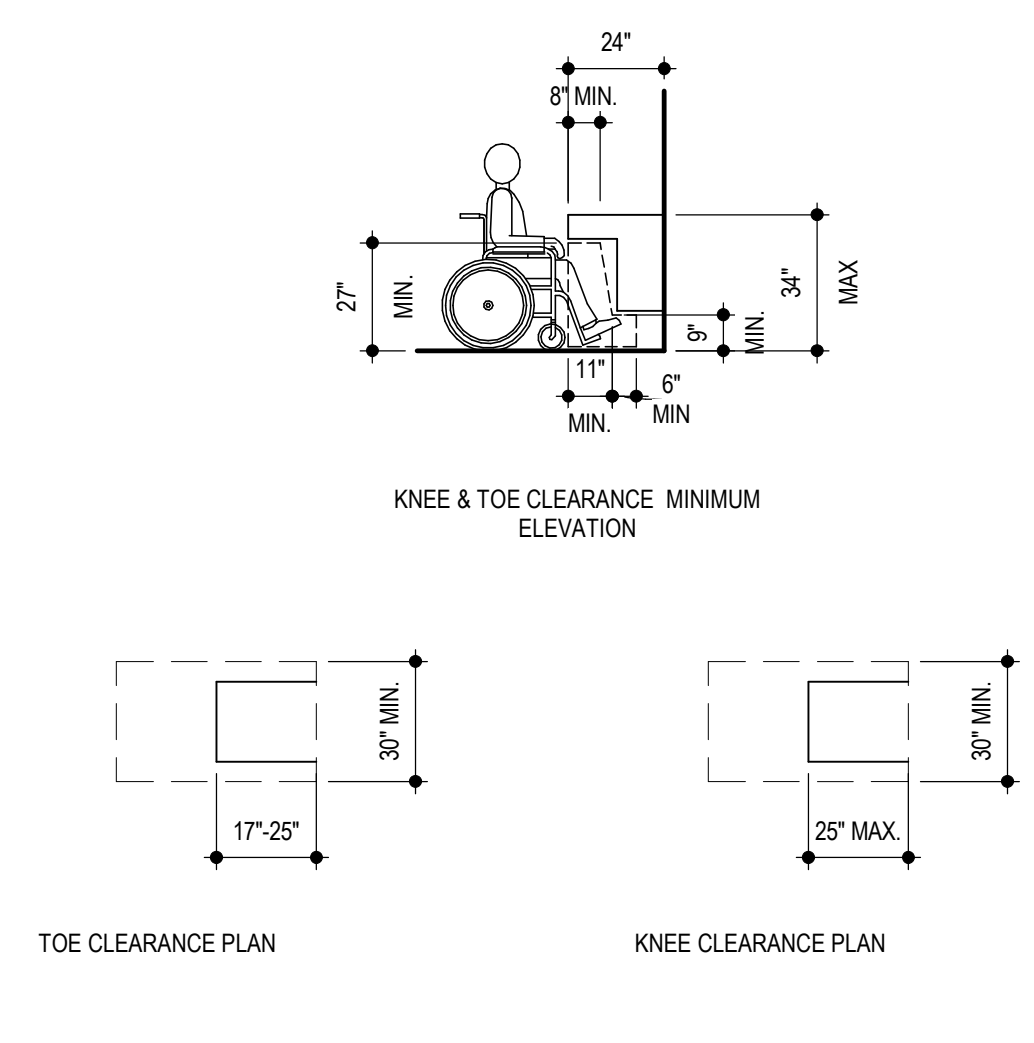 24"
8" MIN.
27"
MIN.
34"
MAX
9"
MIN.
11"
MIN.
6"
MIN
KNEE & TOE CLEARANCE MINIMUM
ELEVATION
30" MIN.
17"-25"
TOE CLEARANCE PLAN
30" MIN.
25" MAX.
KNEE CLEARANCE PLAN